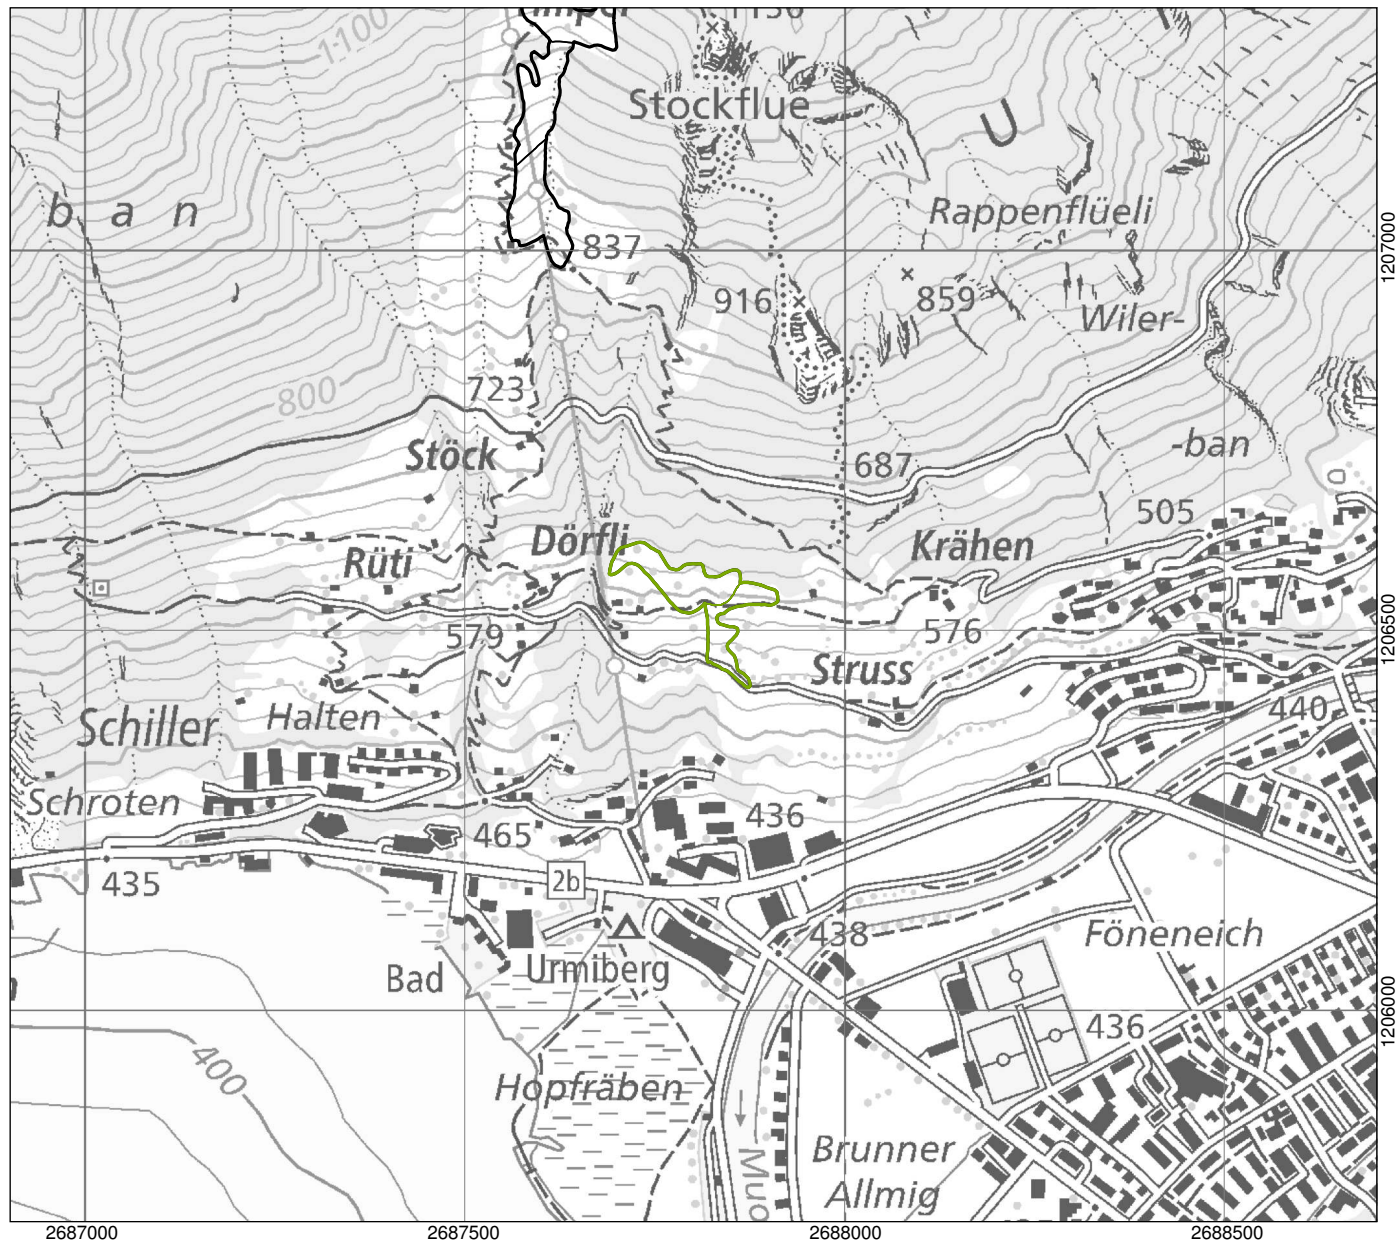 1100
Stockflue
b a n
Rappenflüeli
837
916
859
Wiler-
1207000
800
723
Stöck
687
-ban
505
Dörfli
Krähen
Rüti
579
576
1206500
Struss
Schiller
Halten
440
Schroten
436
465
435
2b
438
Föneneich
Bad
Urmiberg
1206000
436
400
Hopfräben
Brunner
Allmig
Muo
2687000
2687500
2688000
2688500